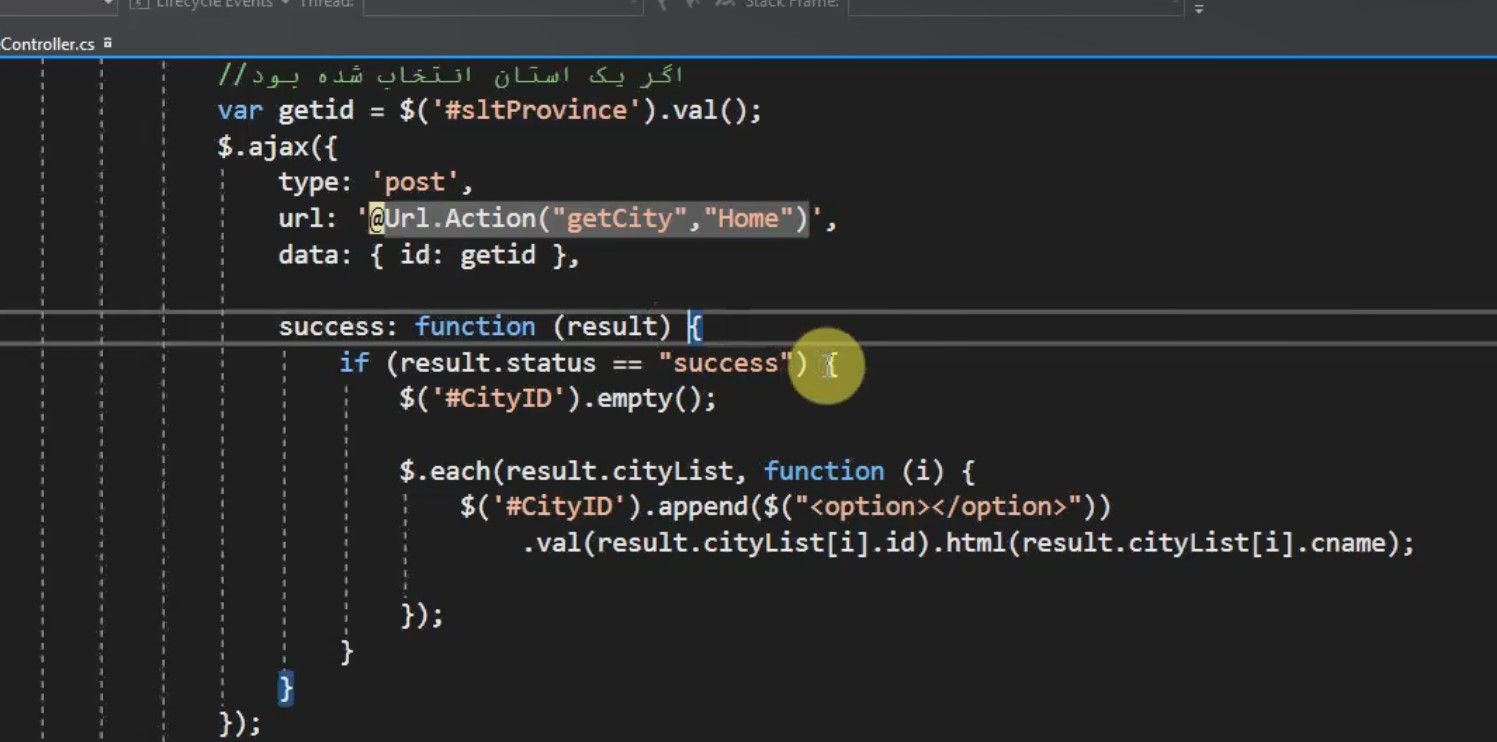 Lifecycle Events Thread: Stack Frame:
Controller.cs
//اگر یک استان انتخاب شده بود
var getid = $('#sltProvince').val();
$.ajax({
type: 'post',
url: '@Url.Action("getCity","Home")',
data: { id: getid },
success: function (result) {
if (result.status == "success") {
$('#CityID').empty();
$.each(result.cityList, function (i) {
$('#CityID').append($("<option></option>"))
.val(result.cityList[i].id).html(result.cityList[i].cname);
});
}
}
});